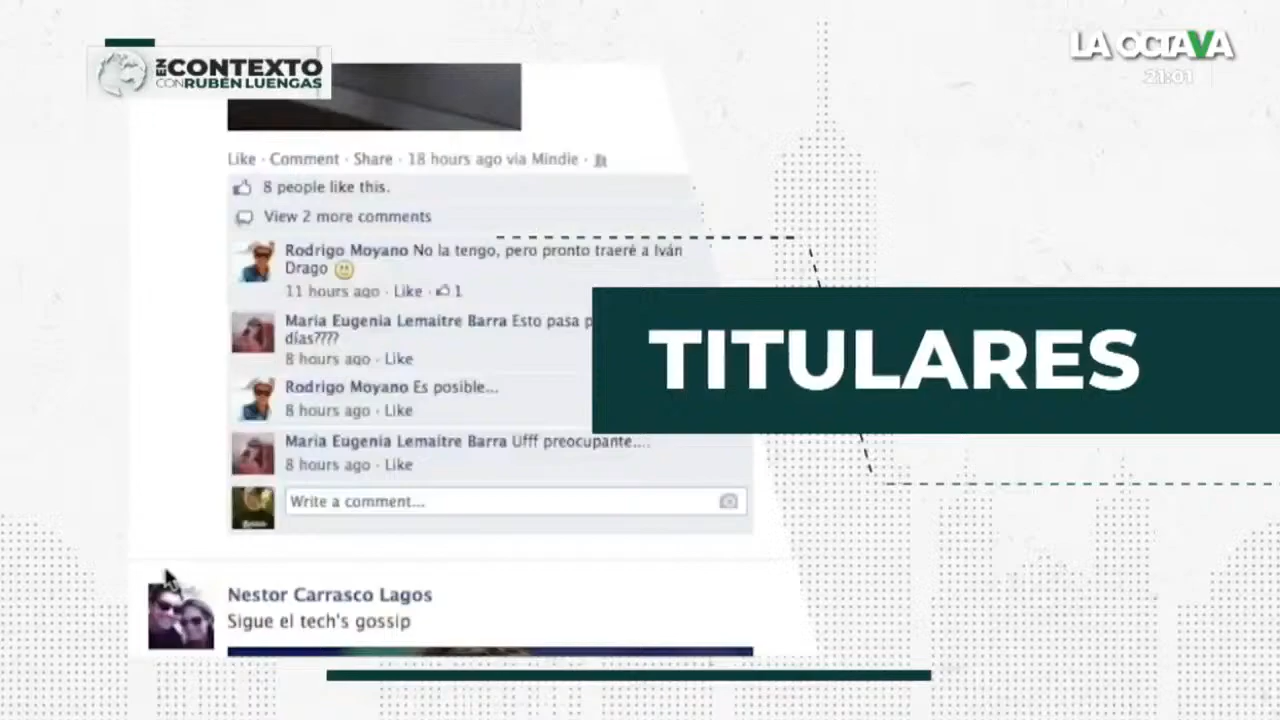 EN CONTEXTO
CON RUBÉN LUENGAS
LA OCTAVA
21:01
Like · Comment · Share · 18 hours ago via Mindie ·
8 people like this.
View 2 more comments
Rodrigo Moyano No la tengo, pero pronto traeré a Iván
Drago
11 hours ago · Like · 1
Maria Eugenia Lemaitre Barra Esto pasa
días????
8 hours ago · Like
Rodrigo Moyano Es posible...
8 hours ago · Like
Maria Eugenia Lemaitre Barra Ufff preocupante....
8 hours ago · Like
Write a comment...
TITULARES
Nestor Carrasco Lagos
Sigue el tech's gossip